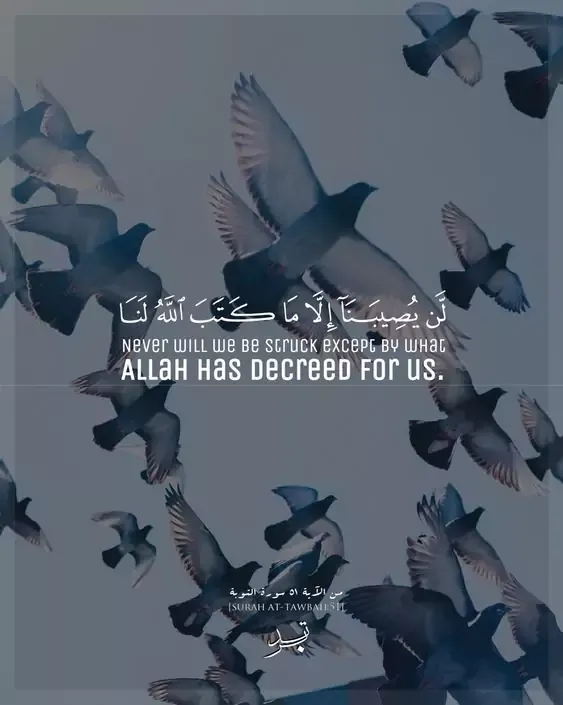 لَّن يُصِيبَنَآ إِلَّا مَا كَتَبَ ٱللَّهُ لَنَا
Never will we be struck except by what
Allah has decreed for us.
من الآية ٥١ سورة التوبة
[SURAH AT-TAWBAH:51]